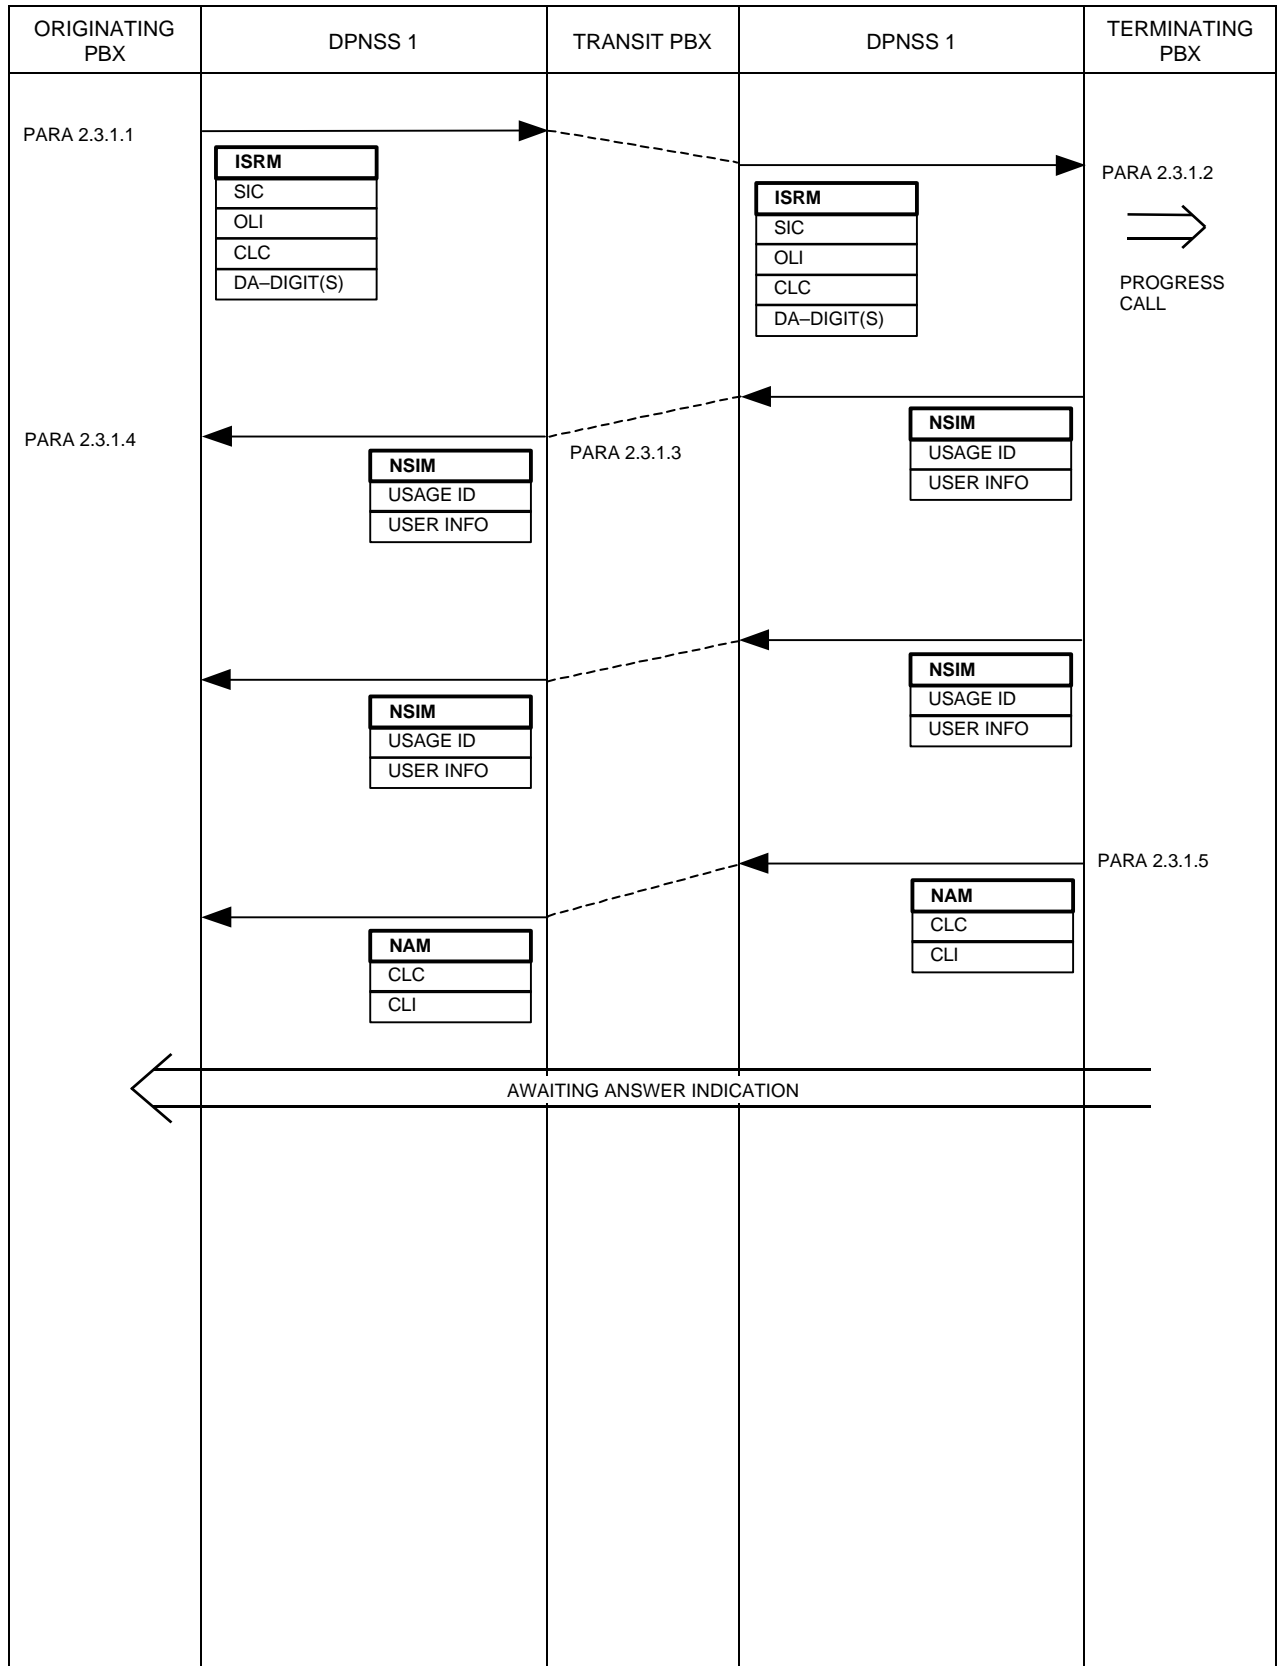 ORIGINATING
PBX
DPNSS 1
TRANSIT PBX
DPNSS 1
TERMINATING
PBX
PARA 2.3.1.1
ISRM
SIC
OLI
CLC
DA–DIGIT(S)
ISRM
SIC
OLI
CLC
DA–DIGIT(S)
PARA 2.3.1.2
PROGRESS
CALL
PARA 2.3.1.4
NSIM
USAGE ID
USER INFO
PARA 2.3.1.3
NSIM
USAGE ID
USER INFO
NSIM
USAGE ID
USER INFO
NSIM
USAGE ID
USER INFO
PARA 2.3.1.5
NAM
CLC
CLI
NAM
CLC
CLI
AWAITING ANSWER INDICATION